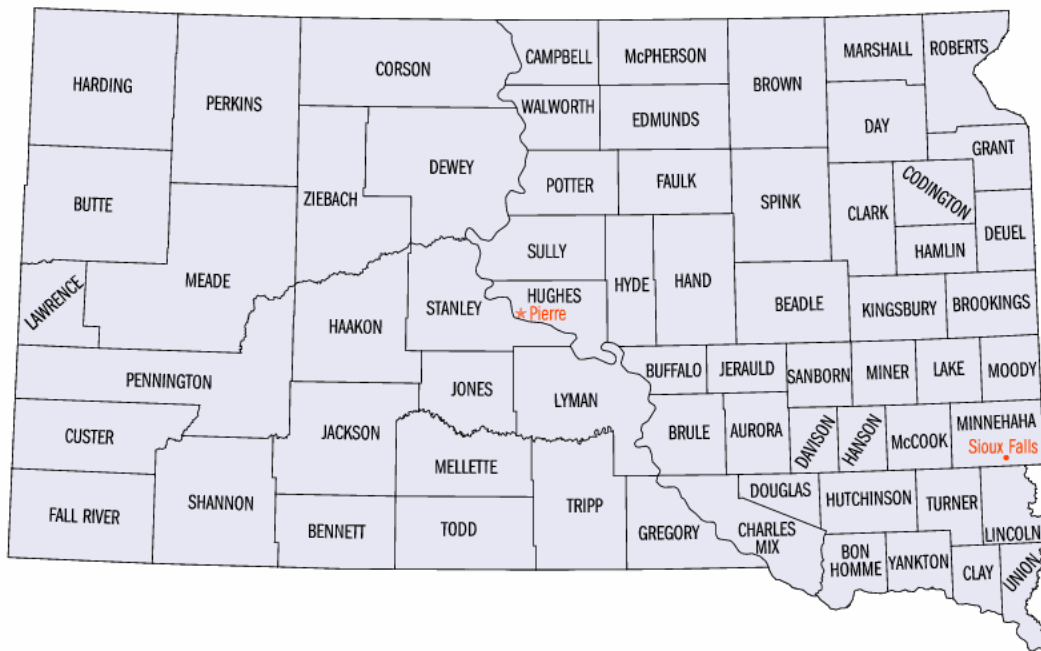 HARDING
PERKINS
CORSON
CAMPBELL
McPHERSON
BROWN
MARSHALL
ROBERTS
WALWORTH
EDMUNDS
DAY
GRANT
BUTTE
ZIEBACH
DEWEY
POTTER
FAULK
SPINK
CLARK
CODINGTON
DEUEL
HAMLIN
LAWRENCE
MEADE
SULLY
HYDE
HAND
BEADLE
KINGSBURY
BROOKINGS
HAAKON
STANLEY
HUGHES
* Pierre
PENNINGTON
JONES
LYMAN
BUFFALO
JERAULD
SANBORN
MINER
LAKE
MOODY
CUSTER
JACKSON
BRULE
AURORA
DAVISON
HANSON
McCOOK
MINNEHAHA
Sioux Falls
MELLETTE
FALL RIVER
SHANNON
BENNETT
TODD
TRIPP
GREGORY
DOUGLAS
CHARLES
MIX
HUTCHINSON
TURNER
LINCOLN
BON
HOMME
YANKTON
CLAY
UNION